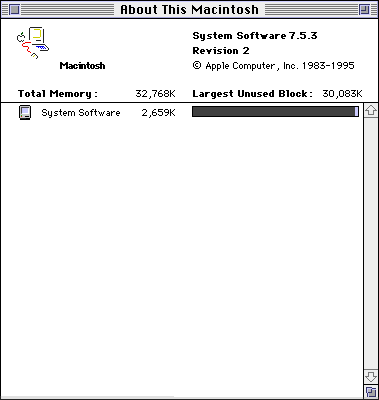 About This Macintosh
System Software 7.5.3
Revision 2
Macintosh
© Apple Computer, Inc. 1983-1995
Total Memory: 32,768K Largest Unused Block: 30,083K
System Software 2,659K